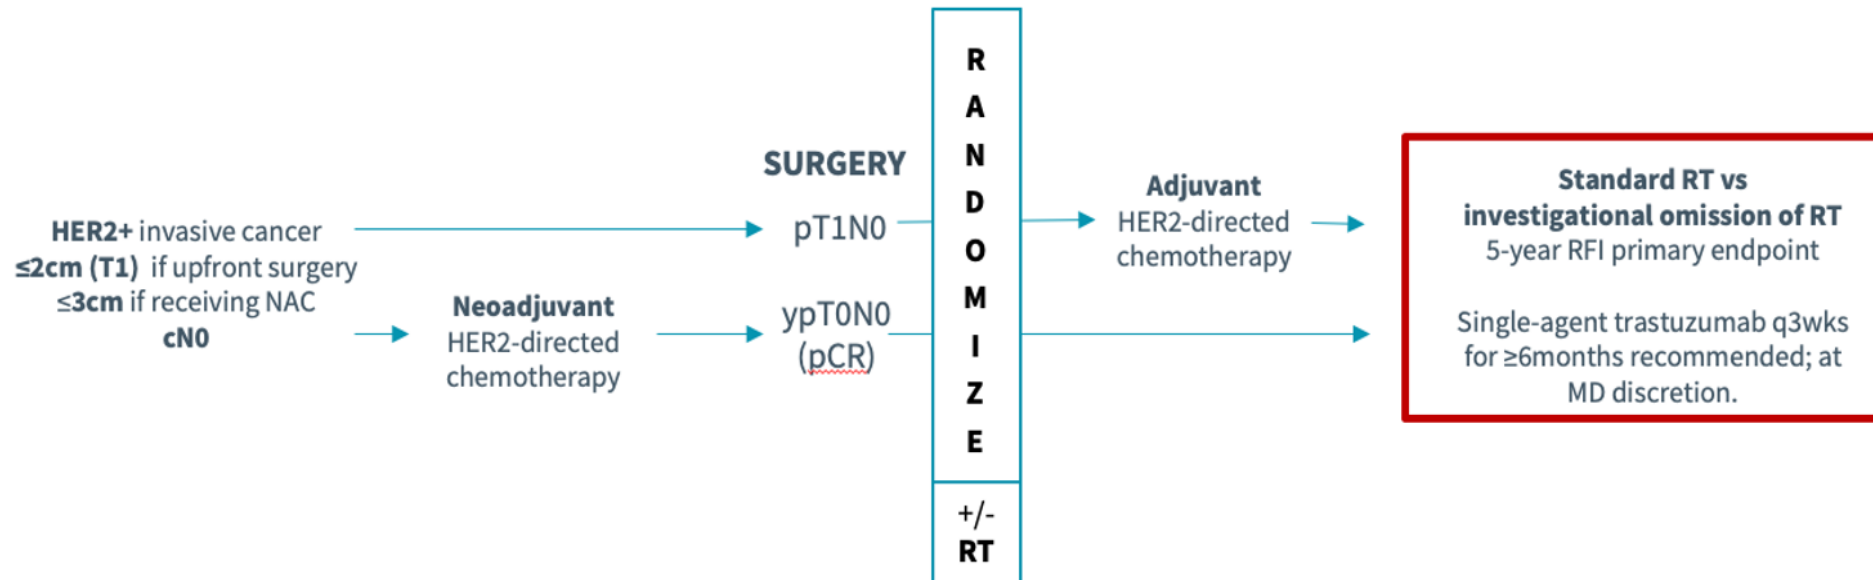 HER2+ invasive cancer
≤2cm (T1) if upfront surgery
≤3cm if receiving NAC
cN0
Neoadjuvant
HER2-directed
chemotherapy
SURGERY
pT1N0
ypT0N0
(pCR)
R
A
N
D
O
M
I
Z
E
+/-
RT
Adjuvant
HER2-directed
chemotherapy
Standard RT vs
investigational omission of RT
5-year RFI primary endpoint
Single-agent trastuzumab q3wks
for ≥6months recommended; at
MD discretion.